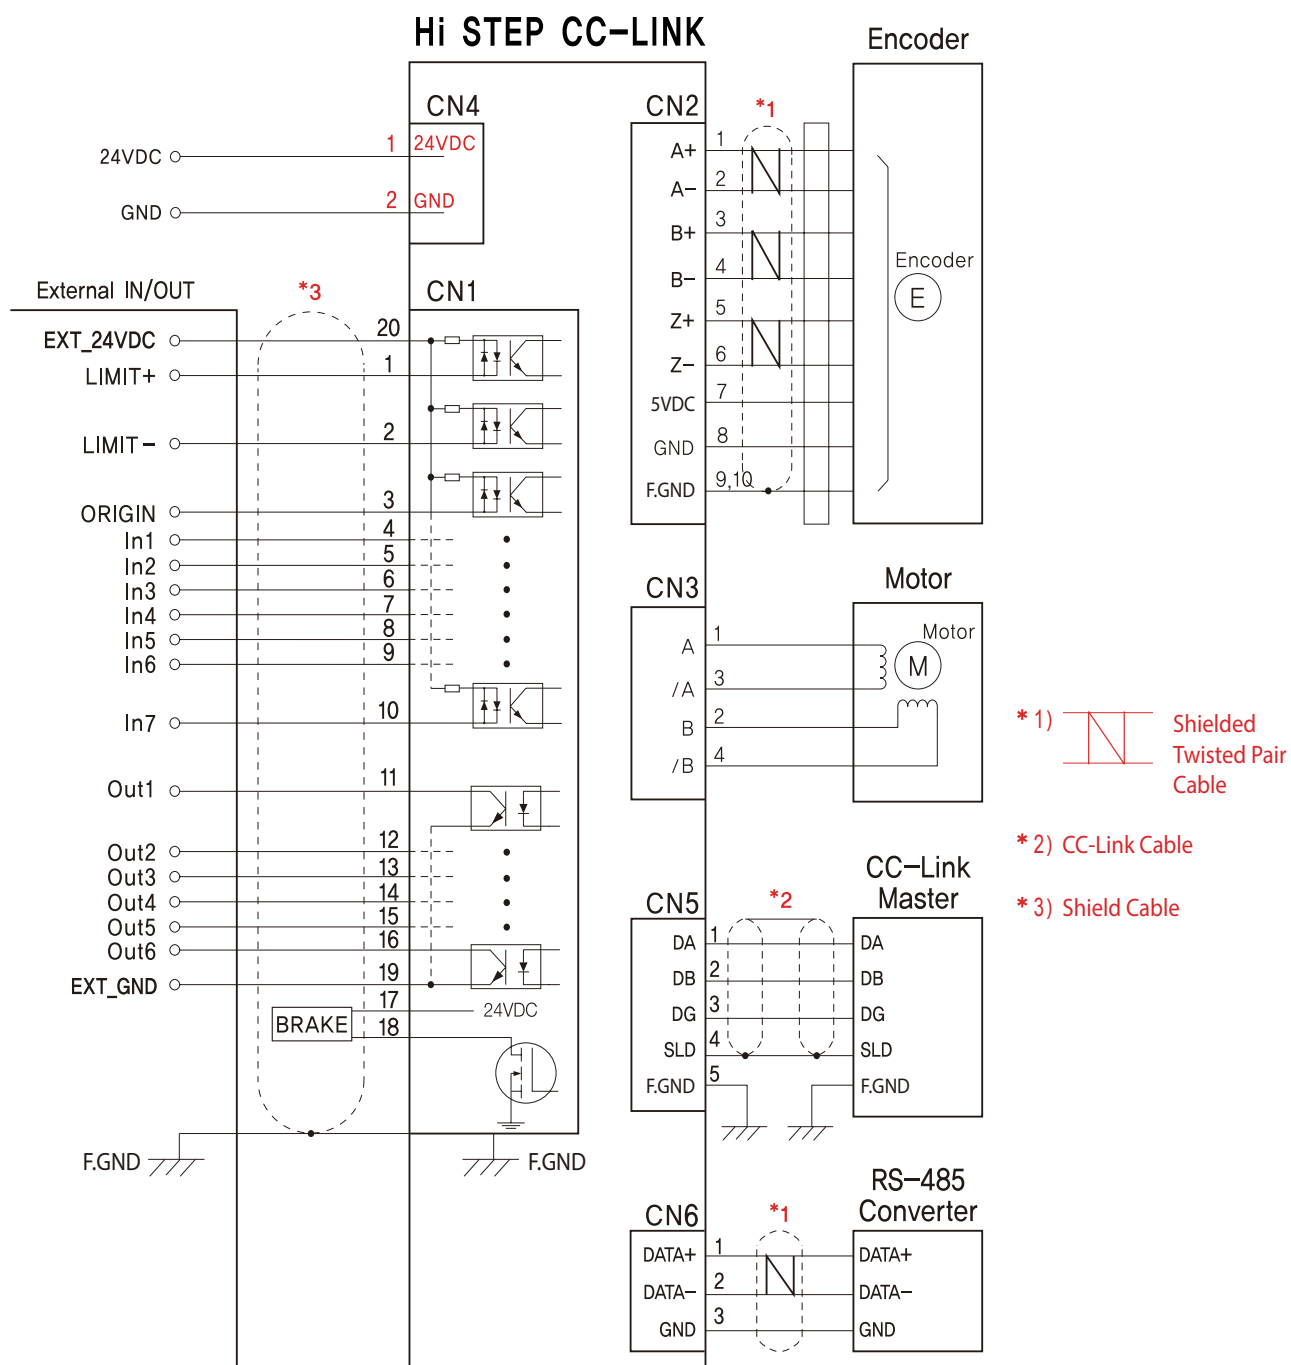 Hi STEP CC-LINK
Encoder
CN4
1 24VDC
24VDC
2 GND
GND
CN2
*1
A+ 1
A- 2
B+ 3
B- 4
Z+ 5
Z- 6
5VDC 7
GND 8
F.GND 9,10
Encoder
E
External IN/OUT
*3
CN1
EXT_24VDC 20
LIMIT+ 1
LIMIT- 2
ORIGIN 3
In1 4
In2 5
In3 6
In4 7
In5 8
In6 9
In7 10
Out1 11
Out2 12
Out3 13
Out4 14
Out5 15
Out6 16
EXT_GND 19
17 24VDC
BRAKE 18
F.GND
F.GND
CN3
Motor
A 1
/A 3
B 2
/B 4
Motor
M
*1) Shielded
Twisted Pair
Cable
*2) CC-Link Cable
*3) Shield Cable
CN5
*2
CC-Link
Master
DA 1 DA
DB 2 DB
DG 3 DG
SLD 4 SLD
F.GND 5 F.GND
CN6
*1
RS-485
Converter
DATA+ 1 DATA+
DATA- 2 DATA-
GND 3 GND